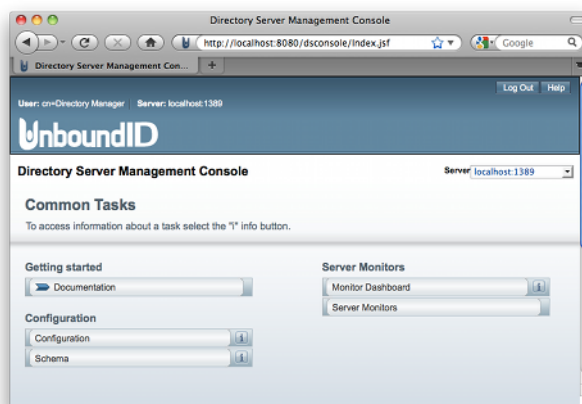 Directory Server Management Console
http://localhost:8080/dsconsole/index.jsf
Google
Directory Server Management Con...
+
Log Out Help
User: cn=Directory Manager Server: localhost:1389
UnboundID
Directory Server Management Console
Server localhost:1389
Common Tasks
To access information about a task select the "i" info button.
Getting started
Documentation
Configuration
Configuration i
Schema i
Server Monitors
Monitor Dashboard i
Server Monitors